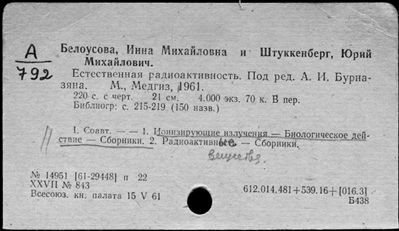 А
792
Белоусова, Инна Михайловна и Штуккенберг, Юрий
Михайлович.
Естественная радиоактивность. Под ред. А. И. Бурна-
зяна. М., Медгиз, 1961.
220 с. с черт. 21 см. 4.000 экз. 70 к. В пер.
Библиогр: с. 215-219 (150 назв.)
1. Соавт. — — 1. Ионизирующие излучения — Биологическое дей-
ствие — Сборники. 2. Радиоактивные — Сборники.
вещества.
№ 14951 [61-29448] п 22
XXVII № 843
Всесоюз. кн. палата 15 V 61
612.014.481+539.16+[016.3]
Б438